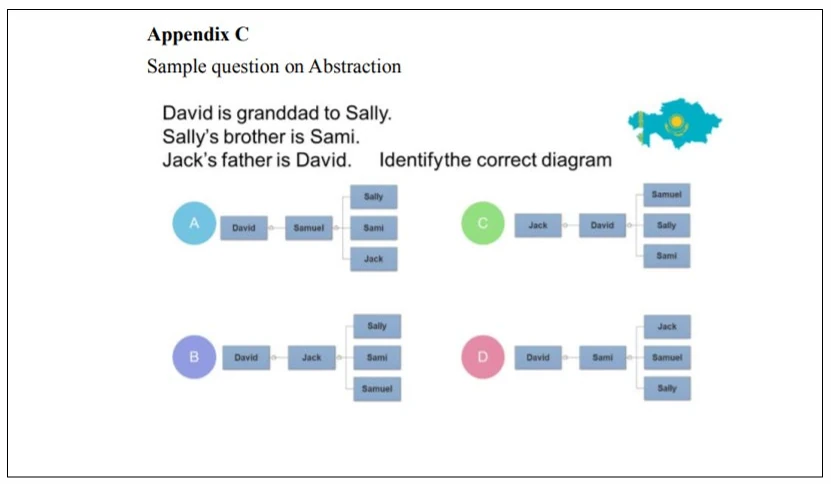 Appendix C
Sample question on Abstraction
David is granddad to Sally.
Sally's brother is Sami.
Jack's father is David. Identifythe correct diagram
A
David
Samuel
Sally
Sami
Jack
C
Jack
David
Samuel
Sally
Sami
B
David
Jack
Sally
Sami
Samuel
D
David
Sami
Jack
Samuel
Sally